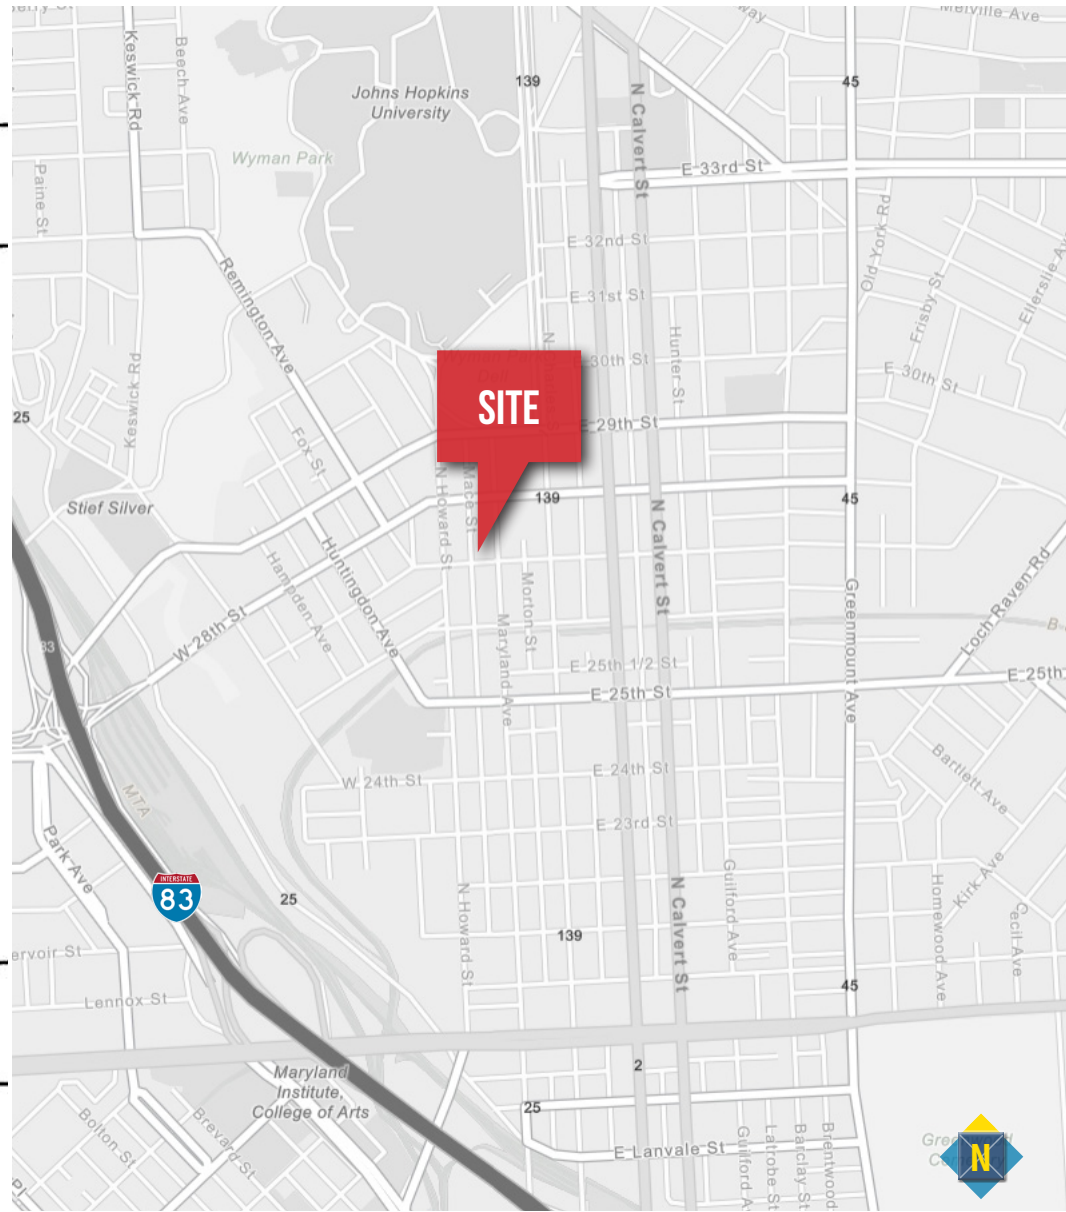 Melville Ave
Keswick Rd
Beech Ave
139
45
Johns Hopkins
University
N Calvert St
Wyman Park
E 33rd St
Paine St
Old York Rd
E 32nd St
Remington Ave
Ellerslie Av
Frisby St
E 31st St
Hunter St
30th St
E 30th St
Keswick Rd
SITE
25
E 29th St
Fox St
Mace St
N Howard St
139
45
Stief Silver
N Calvert St
Huntingdon Ave
Hampden Ave
Morton St
Loch Raven Rd
Greenmount Ave
W 28th St
Maryland Ave
83
B
E 25th 1/2 St
E 25th St
E 25th
W 24th St
E 24th St
Bartlett Ave
MTA
E 23rd St
Park Ave
INTERSTATE
83
25
N Howard St
N Calvert St
Guilford Ave
Homewood Ave
Kirk Ave
Cecil Ave
139
ervoir St
45
Lennox St
2
Maryland
Institute,
College of Arts
25
Bolton St
Brevard St
E Lanvale St
Guilford A
Latrobe St
Barclay St
Brentwood
N
Pl